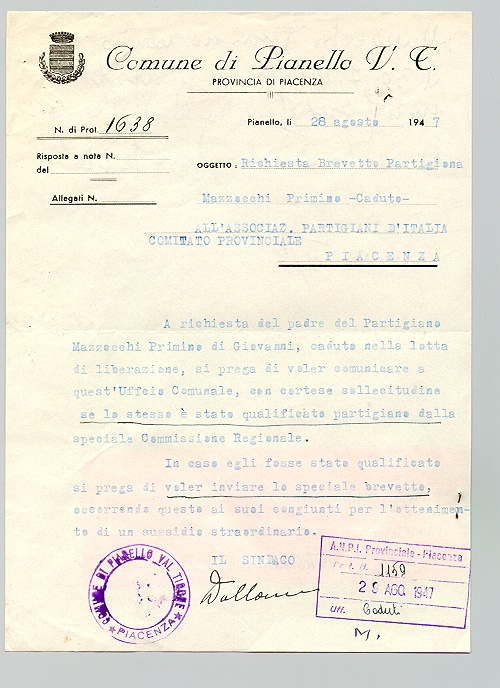 Comune di Pianello V. T.
PROVINCIA DI PIACENZA
N. di Prot. 1638
Pianello, li 28 agosto 1947
Risposta a nota N.
del
OGGETTO: Richiesta Brevetto Partigiana
Allegati N.
Mazzocchi Primino -Caduto-
ALL'ASSOCIAZ. PARTIGIANI D'ITALIA
COMITATO PROVINCIALE
PIACENZA
A richiesta del padre del Partigiano
Mazzocchi Primino di Giovanni, caduto nella lotta
di liberazione, si prega di voler comunicare a
quest'Uffcio Comunale, con cortese sollecitudine
se lo stesso è stato qualificato partigiano dalla
speciale Commissione Regionale.
In caso egli fosse stato qualificato
si prega di voler inviare lo speciale brevetto,
occorrendo questo ai suoi congiunti per l'ottenimen-
to di un sussidio straordinario.
IL SINDACO
COMUNE DI PIANELLO VAL TIDONE
* PIACENZA *
A.N.P.I. Provinciale - Piacenza
Prot. N. 1159
29 AGO. 1947
Uff. Caduti
M.